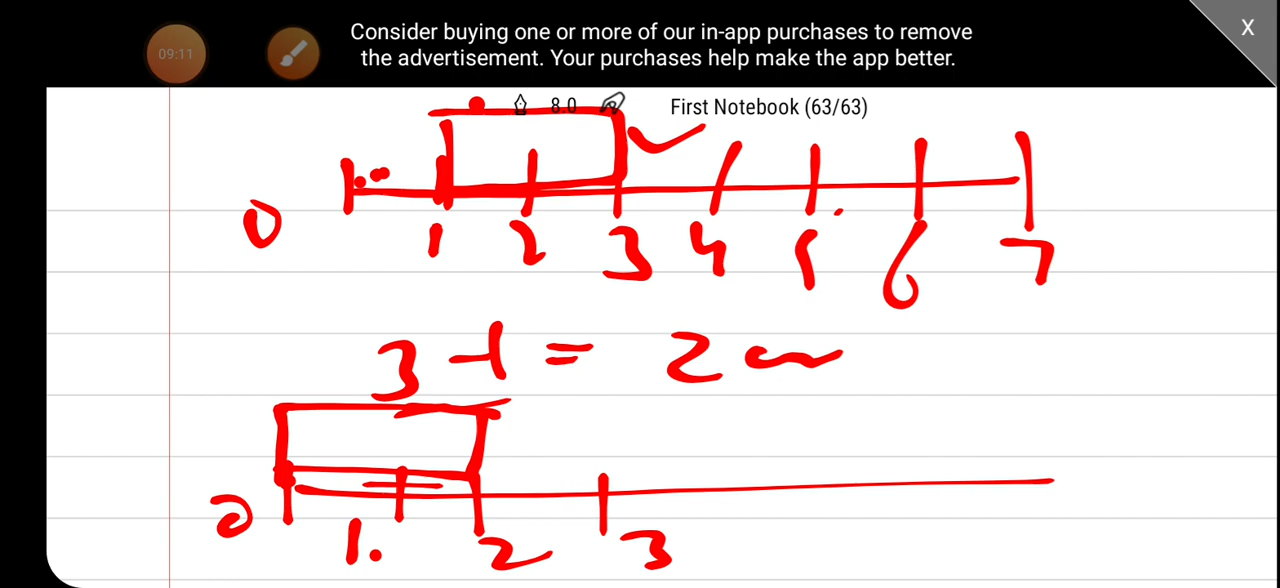 Consider buying one or more of our in-app purchases to remove
the advertisement. Your purchases help make the app better.
X
09:11
8.0 First Notebook (63/63)
0 1 2 3 4 5 6 7
3-1 = 2 cm
0 1. 2 3